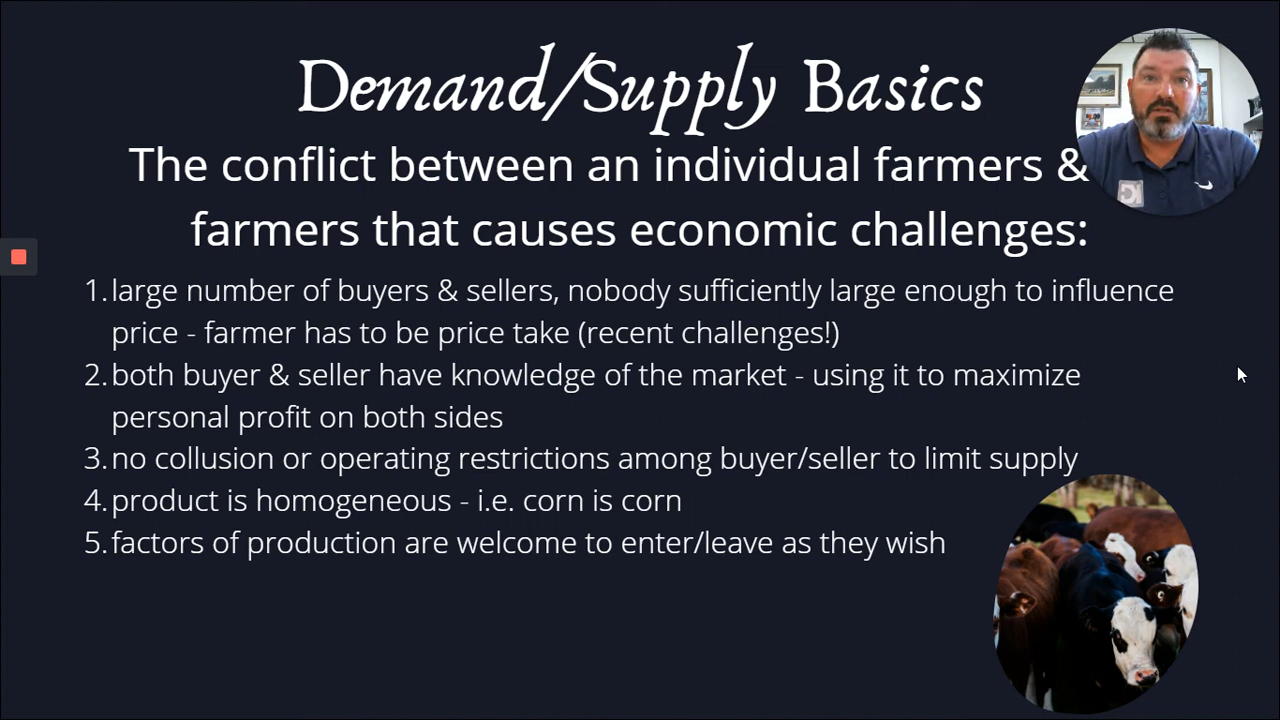 Demand/Supply Basics
The conflict between an individual farmers &
farmers that causes economic challenges:
1. large number of buyers & sellers, nobody sufficiently large enough to influence
price - farmer has to be price take (recent challenges!)
2. both buyer & seller have knowledge of the market - using it to maximize
personal profit on both sides
3. no collusion or operating restrictions among buyer/seller to limit supply
4. product is homogeneous - i.e. corn is corn
5. factors of production are welcome to enter/leave as they wish